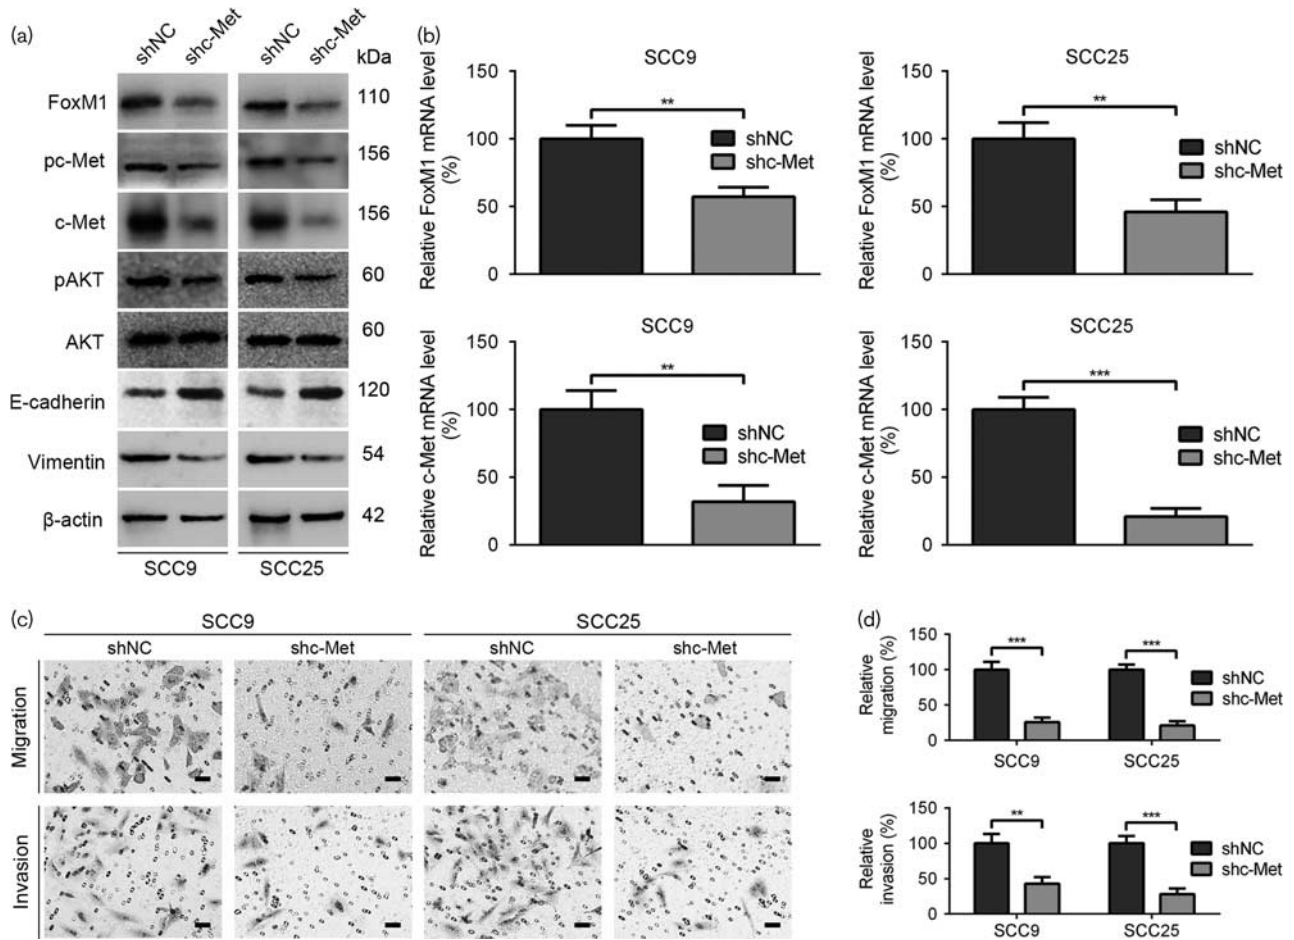 (a)
shNC
shc-Met
shNC
shc-Met
kDa
FoxM1
110
pc-Met
156
c-Met
156
pAKT
60
AKT
60
E-cadherin
120
Vimentin
54
β-actin
42
SCC9
SCC25
(b)
SCC9
Relative FoxM1 mRNA level
(%)
150
100
50
0
**
shNC
shc-Met
SCC25
Relative FoxM1 mRNA level
(%)
150
100
50
0
**
shNC
shc-Met
SCC9
Relative c-Met mRNA level
(%)
150
100
50
0
**
shNC
shc-Met
SCC25
Relative c-Met mRNA level
(%)
150
100
50
0
***
shNC
shc-Met
(c)
SCC9
SCC25
shNC
shc-Met
shNC
shc-Met
Migration
Invasion
(d)
Relative
migration (%)
150
100
50
0
***
***
shNC
shc-Met
SCC9
SCC25
Relative
invasion (%)
150
100
50
0
**
***
shNC
shc-Met
SCC9
SCC25